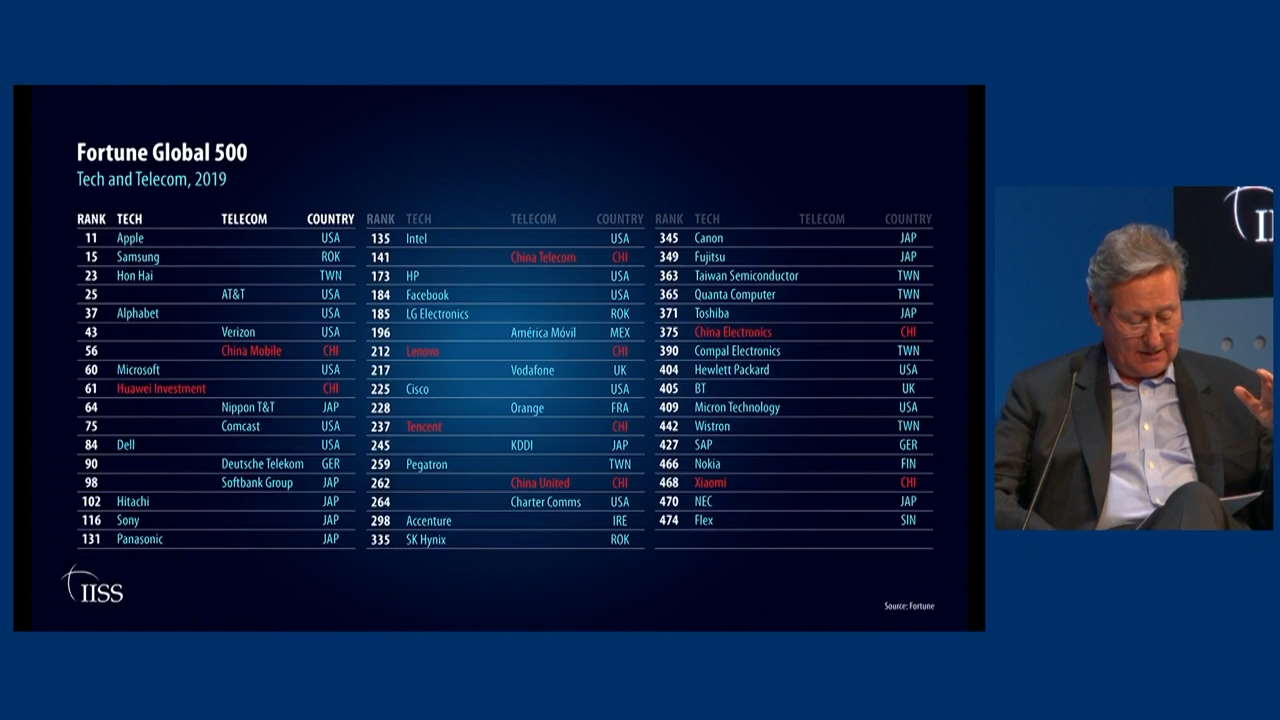 Fortune Global 500
Tech and Telecom, 2019
RANK TECH TELECOM COUNTRY
11 Apple USA
15 Samsung ROK
23 Hon Hai TWN
25 AT&T USA
37 Alphabet USA
43 Verizon USA
56 China Mobile CHI
60 Microsoft USA
61 Huawei Investment CHI
64 Nippon T&T JAP
75 Comcast USA
84 Dell USA
90 Deutsche Telekom GER
98 Softbank Group JAP
102 Hitachi JAP
116 Sony JAP
131 Panasonic JAP
RANK TECH TELECOM COUNTRY
135 Intel USA
141 China Telecom CHI
173 HP USA
184 Facebook USA
185 LG Electronics ROK
196 América Móvil MEX
212 Lenovo CHI
217 Vodafone UK
225 Cisco USA
228 Orange FRA
237 Tencent CHI
245 KDDI JAP
259 Pegatron TWN
262 China United CHI
264 Charter Comms USA
298 Accenture IRE
335 SK Hynix ROK
RANK TECH TELECOM COUNTRY
345 Canon JAP
349 Fujitsu JAP
363 Taiwan Semiconductor TWN
365 Quanta Computer TWN
371 Toshiba JAP
375 China Electronics CHI
390 Compal Electronics TWN
404 Hewlett Packard USA
405 BT UK
409 Micron Technology USA
442 Wistron TWN
427 SAP GER
466 Nokia FIN
468 Xiaomi CHI
470 NEC JAP
474 Flex SIN
IISS
Source: Fortune